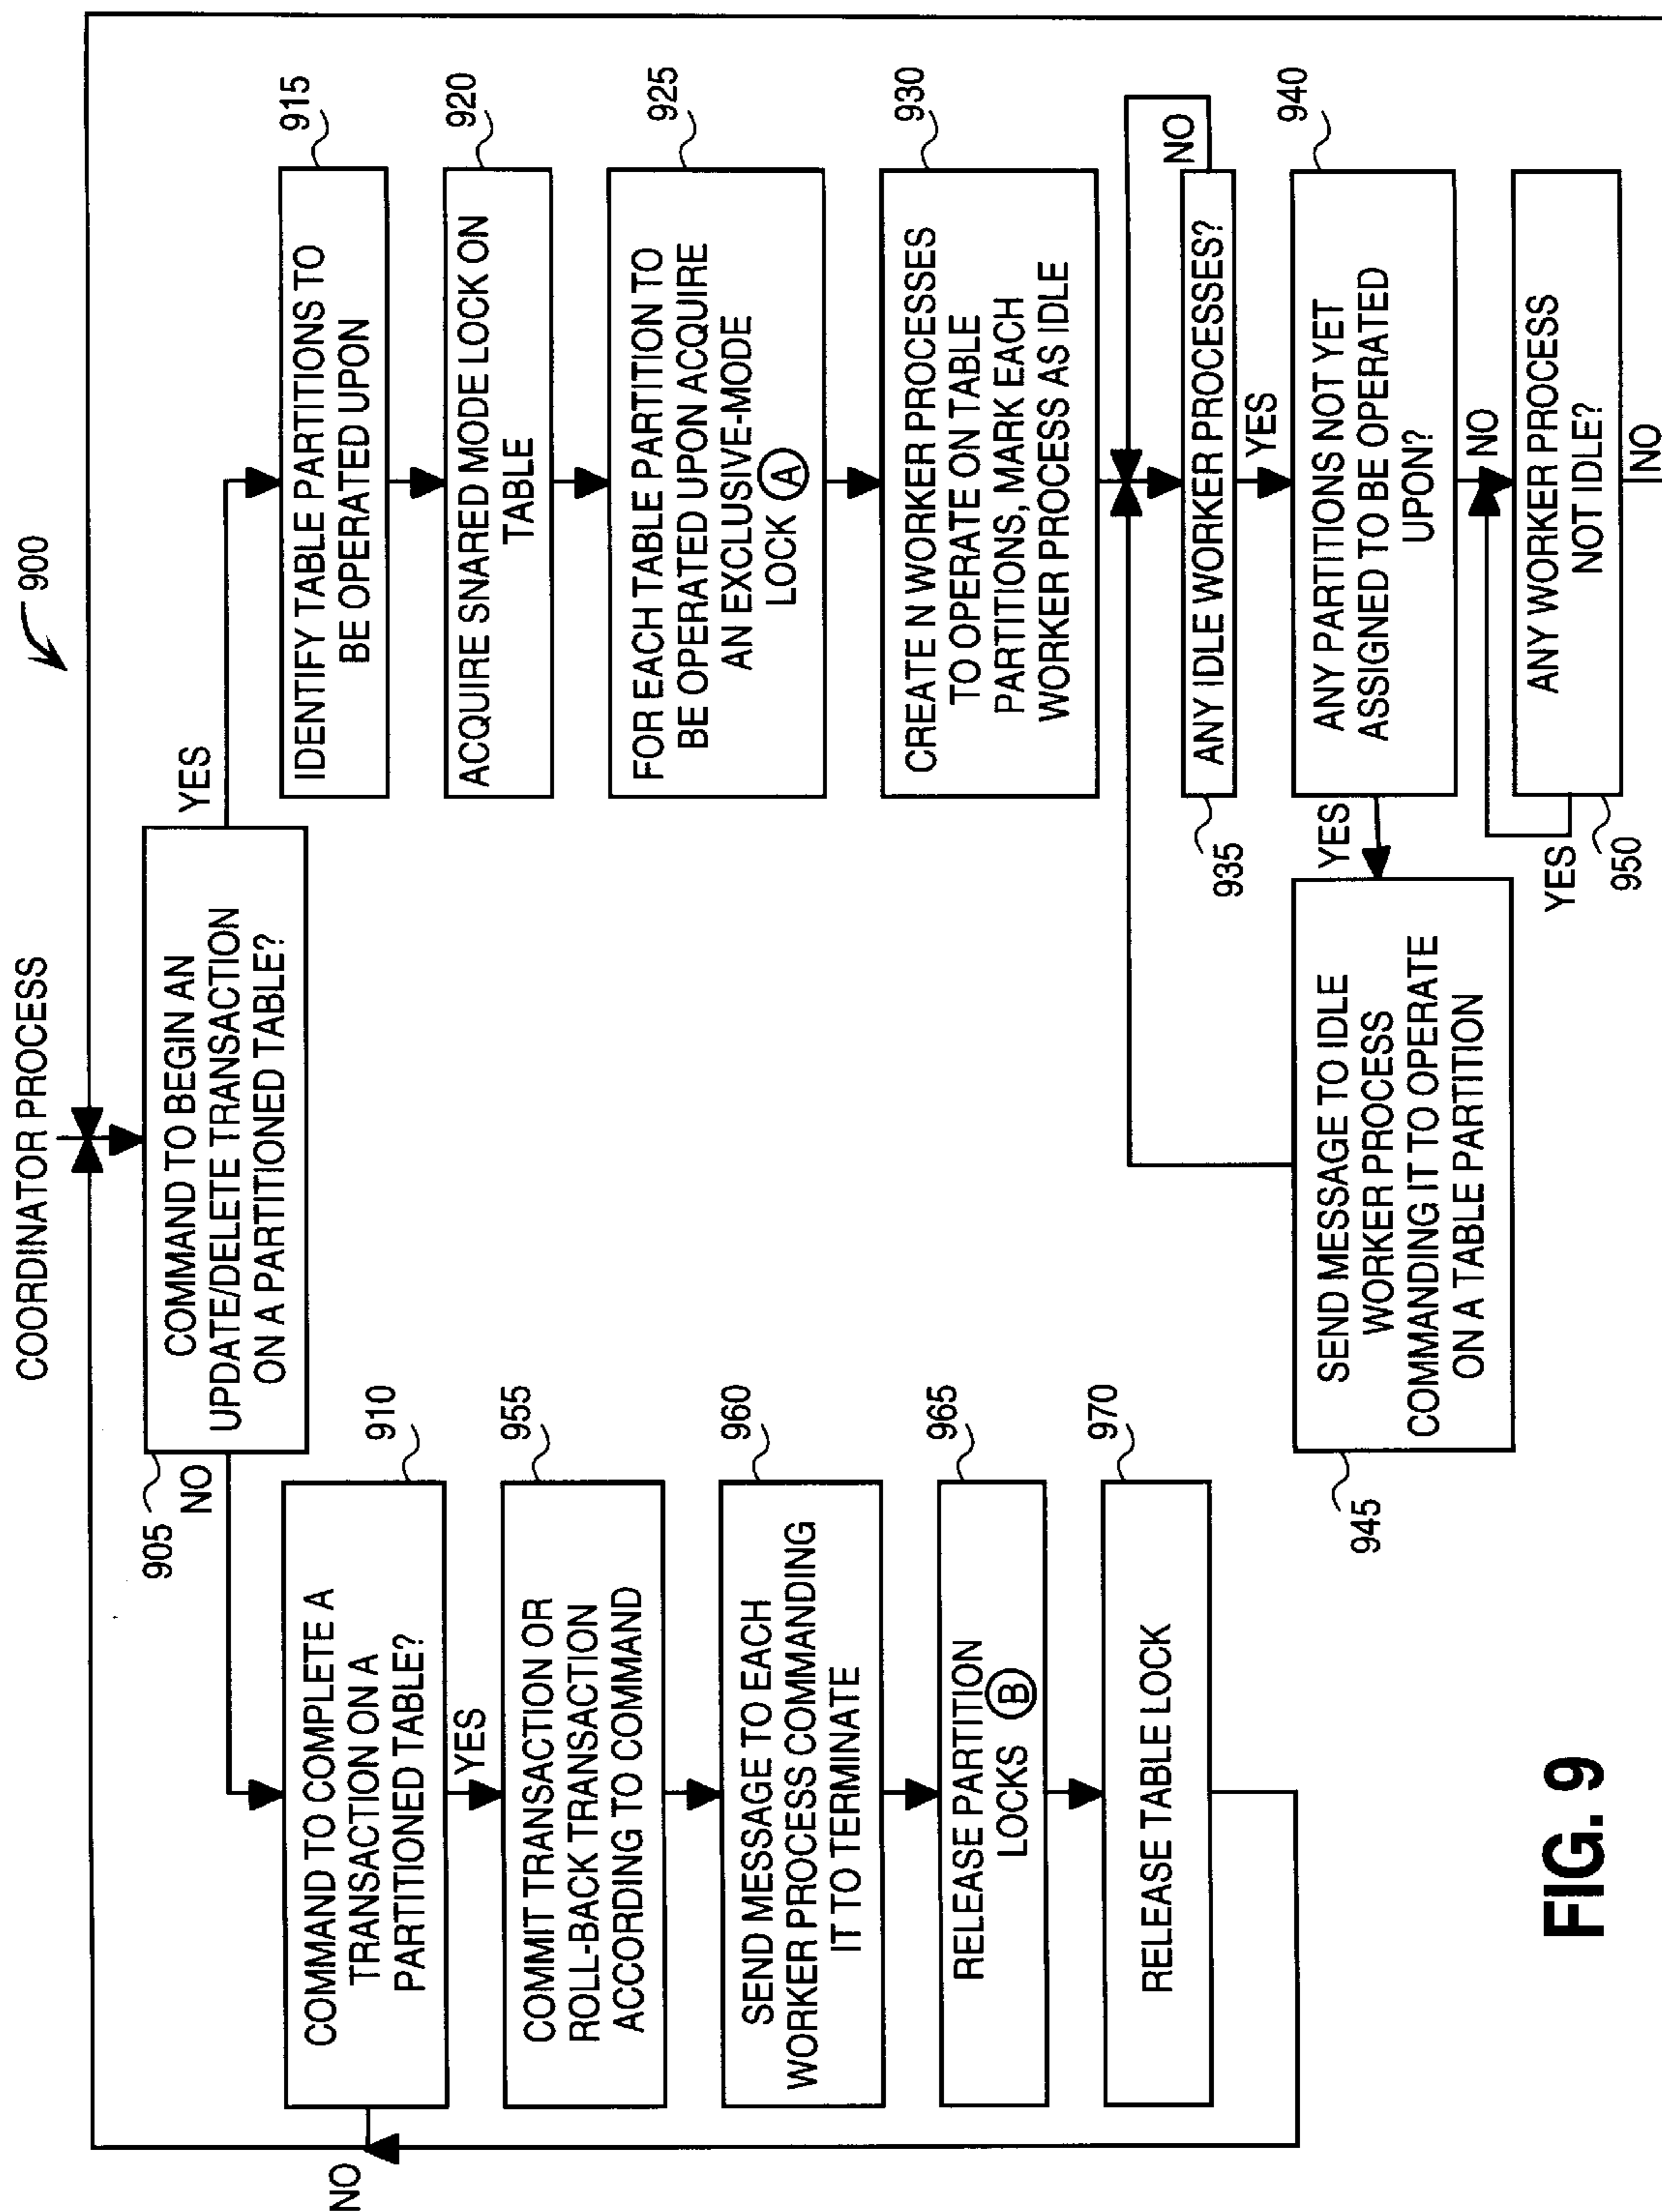 900
COORDINATOR PROCESS
905
COMMAND TO BEGIN AN
UPDATE/DELETE TRANSACTION
ON A PARTITIONED TABLE?
NO
YES
910
COMMAND TO COMPLETE A
TRANSACTION ON A
PARTITIONED TABLE?
NO
YES
955
COMMIT TRANSACTION OR
ROLL-BACK TRANSACTION
ACCORDING TO COMMAND
960
SEND MESSAGE TO EACH
WORKER PROCESS COMMANDING
IT TO TERMINATE
965
RELEASE PARTITION
LOCKS B
970
RELEASE TABLE LOCK
915
IDENTIFY TABLE PARTITIONS TO
BE OPERATED UPON
920
ACQUIRE SNARED MODE LOCK ON
TABLE
925
FOR EACH TABLE PARTITION TO
BE OPERATED UPON ACQUIRE
AN EXCLUSIVE-MODE
LOCK A
930
CREATE N WORKER PROCESSES
TO OPERATE ON TABLE
PARTITIONS, MARK EACH
WORKER PROCESS AS IDLE
935
ANY IDLE WORKER PROCESSES?
NO
YES
940
ANY PARTITIONS NOT YET
ASSIGNED TO BE OPERATED
UPON?
YES
NO
945
SEND MESSAGE TO IDLE
WORKER PROCESS
COMMANDING IT TO OPERATE
ON A TABLE PARTITION
950
ANY WORKER PROCESS
NOT IDLE?
YES
NO
FIG. 9